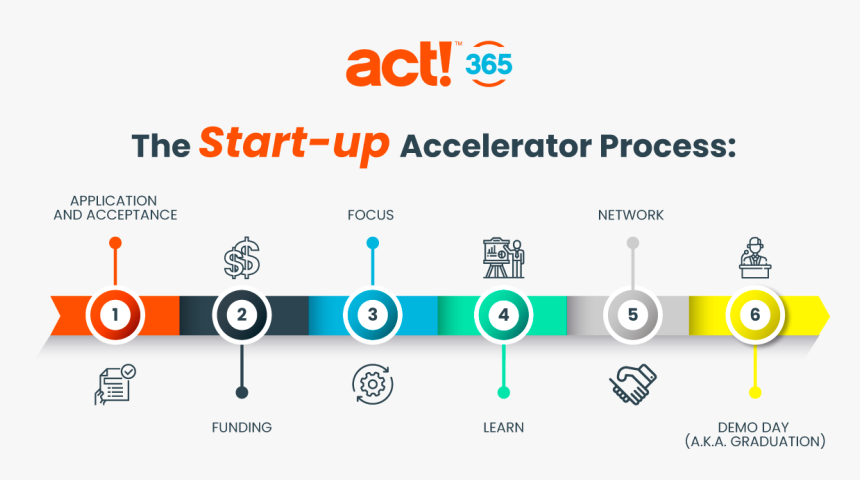 act!™ 365
The Start-up Accelerator Process:
APPLICATION
AND ACCEPTANCE
FOCUS
NETWORK
1
2
3
4
5
6
FUNDING
LEARN
DEMO DAY
(A.K.A. GRADUATION)